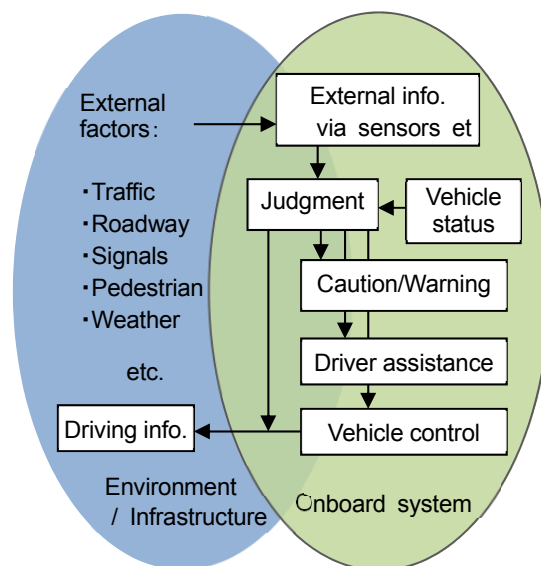 External
factors：
・Traffic
・Roadway
・Signals
・Pedestrian
・Weather
etc.
External info.
via sensors et
Judgment
Vehicle
status
Caution/Warning
Driver assistance
Driving info.
Vehicle control
Environment
/ Infrastructure
Onboard system